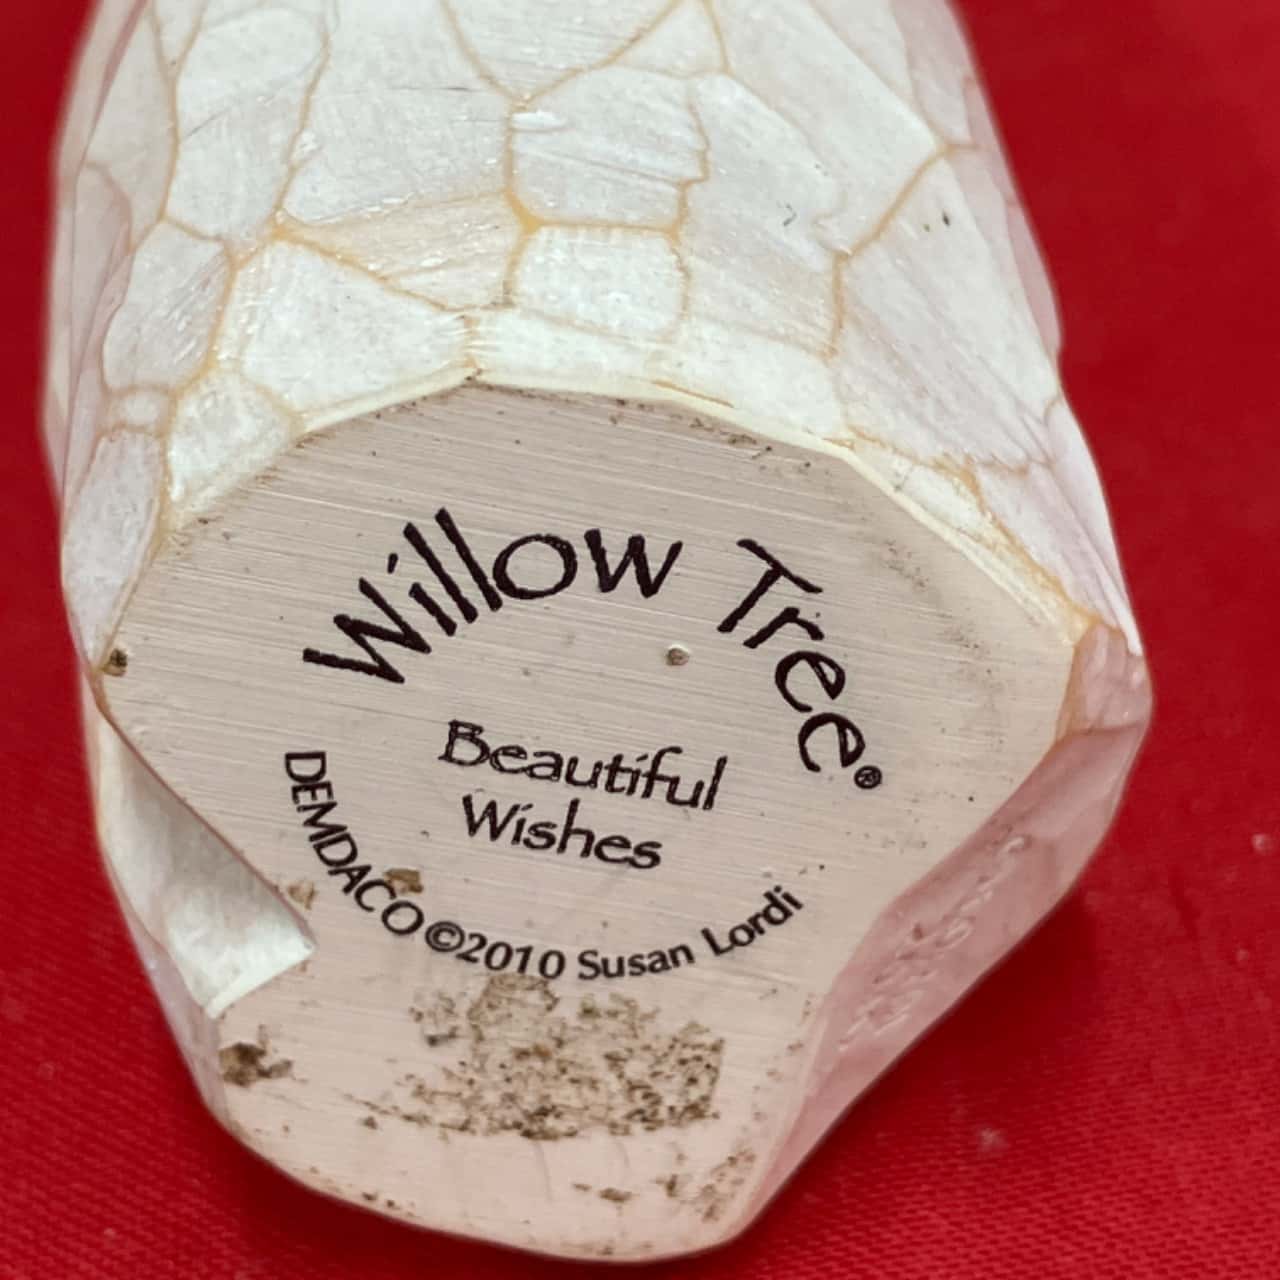 Willow Tree®
Beautiful
Wishes
DEMDACO ©2010 Susan Lordi